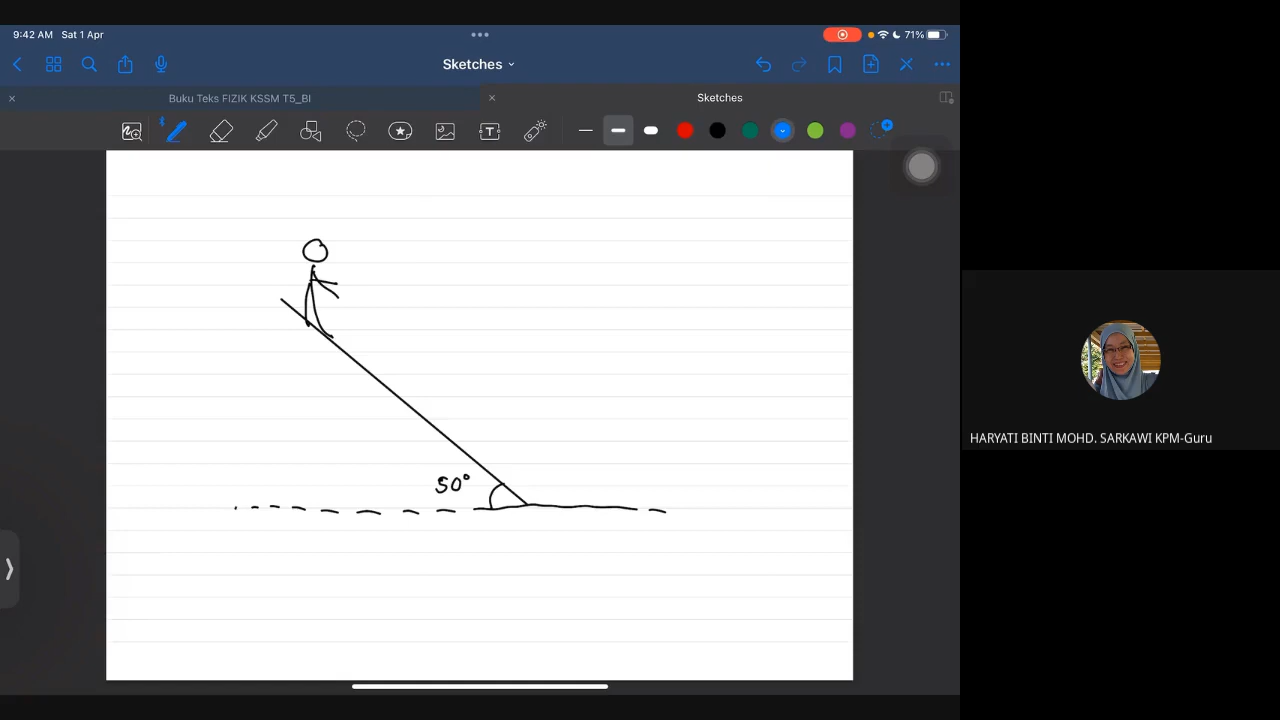 9:42 AM Sat 1 Apr
71%
Sketches
Buku Teks FIZIK KSSM T5_BI
Sketches
T
50°
HARYATI BINTI MOHD. SARKAWI KPM-Guru